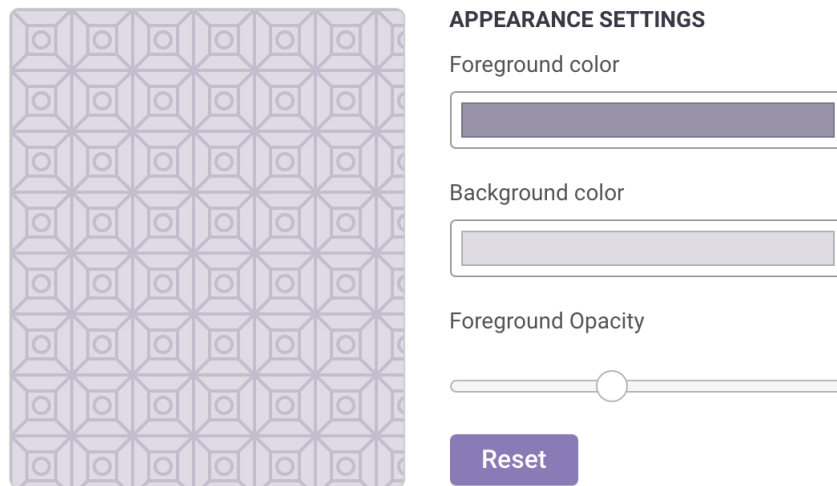 APPEARANCE SETTINGS
Foreground color
Background color
Foreground Opacity
Reset